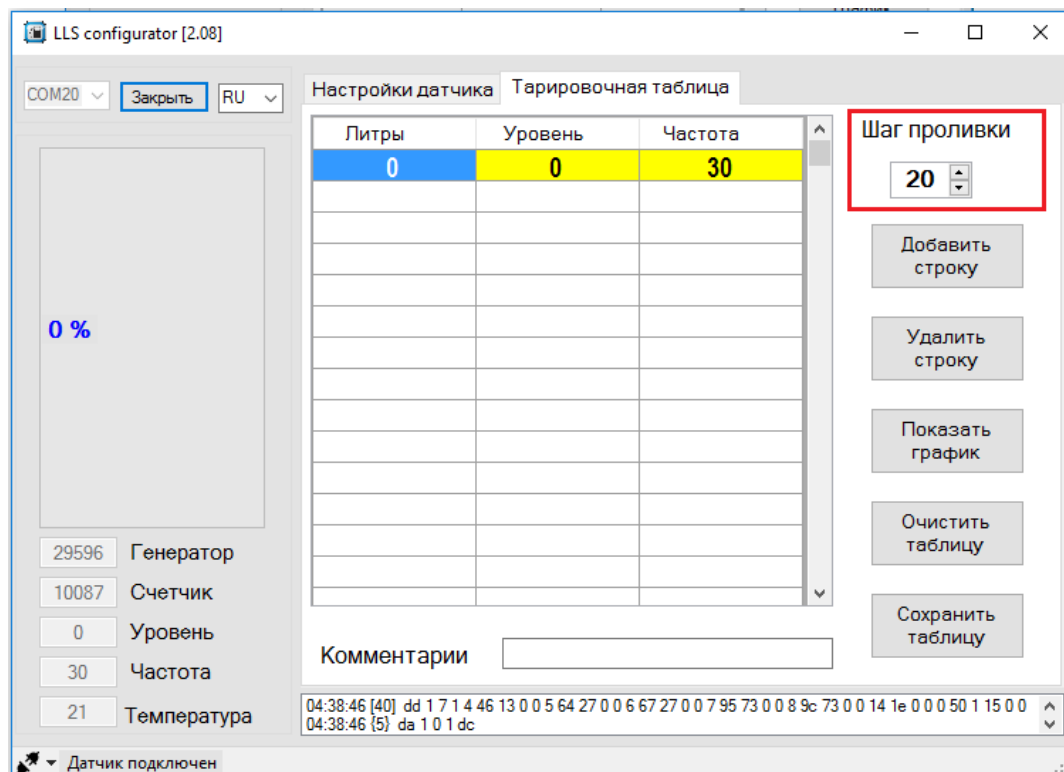 LLS configurator [2.08]
COM20 Закрыть RU
Настройки датчика Тарировочная таблица
Литры Уровень Частота
0 0 30
Шаг проливки
20
Добавить
строку
Удалить
строку
0 %
Показать
график
Очистить
таблицу
Сохранить
таблицу
29596 Генератор
10087 Счетчик
0 Уровень
30 Частота
21 Температура
Комментарии
04:38:46 [40] dd 1 7 1 4 46 13 0 0 5 64 27 0 0 6 67 27 0 0 7 95 73 0 0 8 9c 73 0 0 14 1e 0 0 0 50 1 15 0 0
04:38:46 {5} da 1 0 1 dc
Датчик подключен